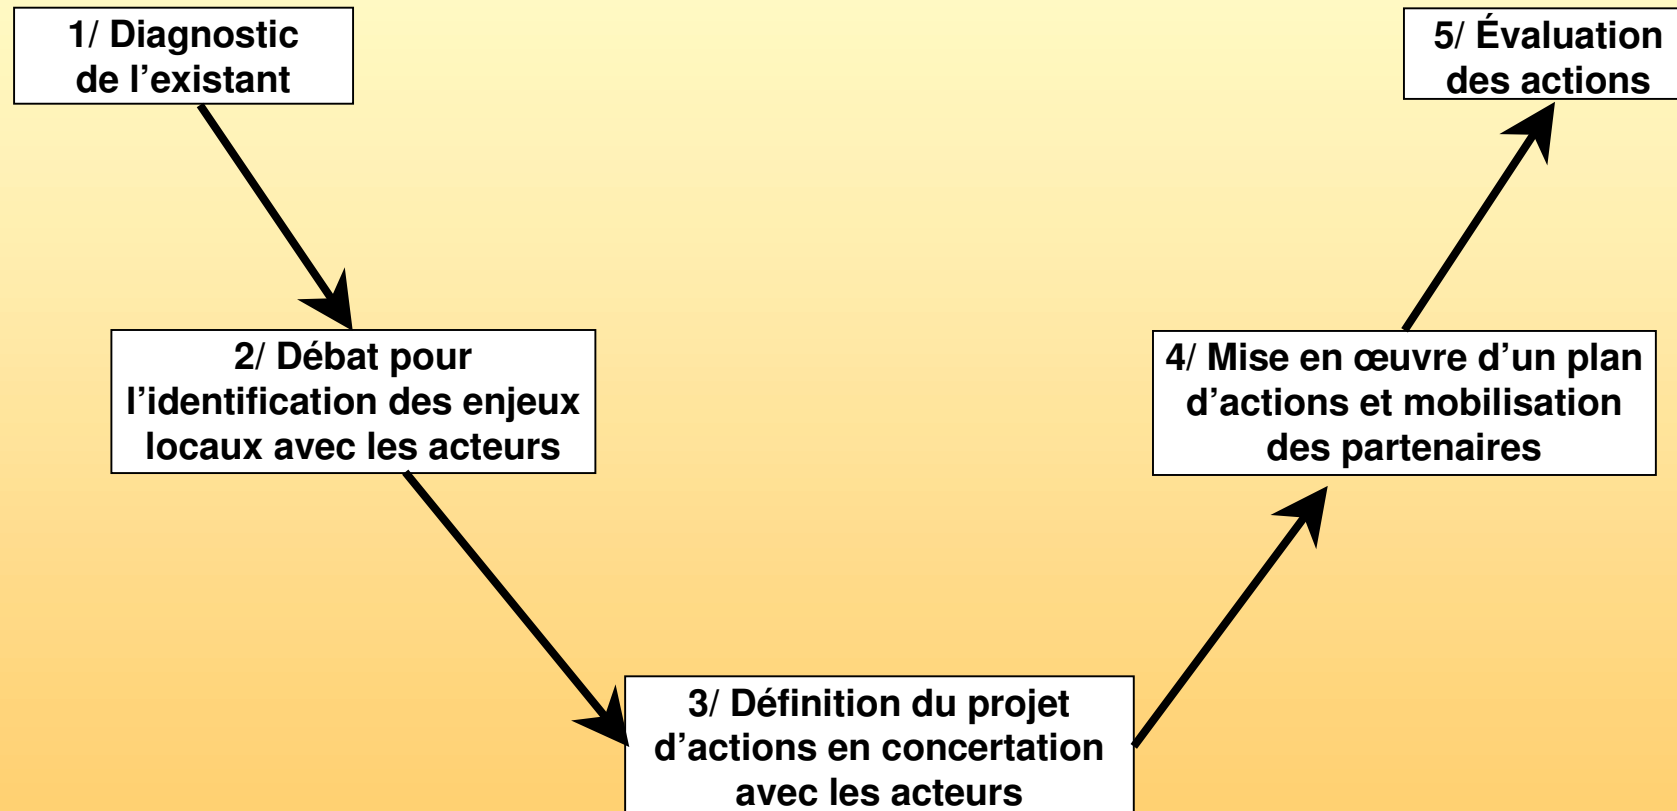 1/ Diagnostic
de l’existant
2/ Débat pour
l’identification des enjeux
locaux avec les acteurs
3/ Définition du projet
d’actions en concertation
avec les acteurs
4/ Mise en œuvre d’un plan
d’actions et mobilisation
des partenaires
5/ Évaluation
des actions